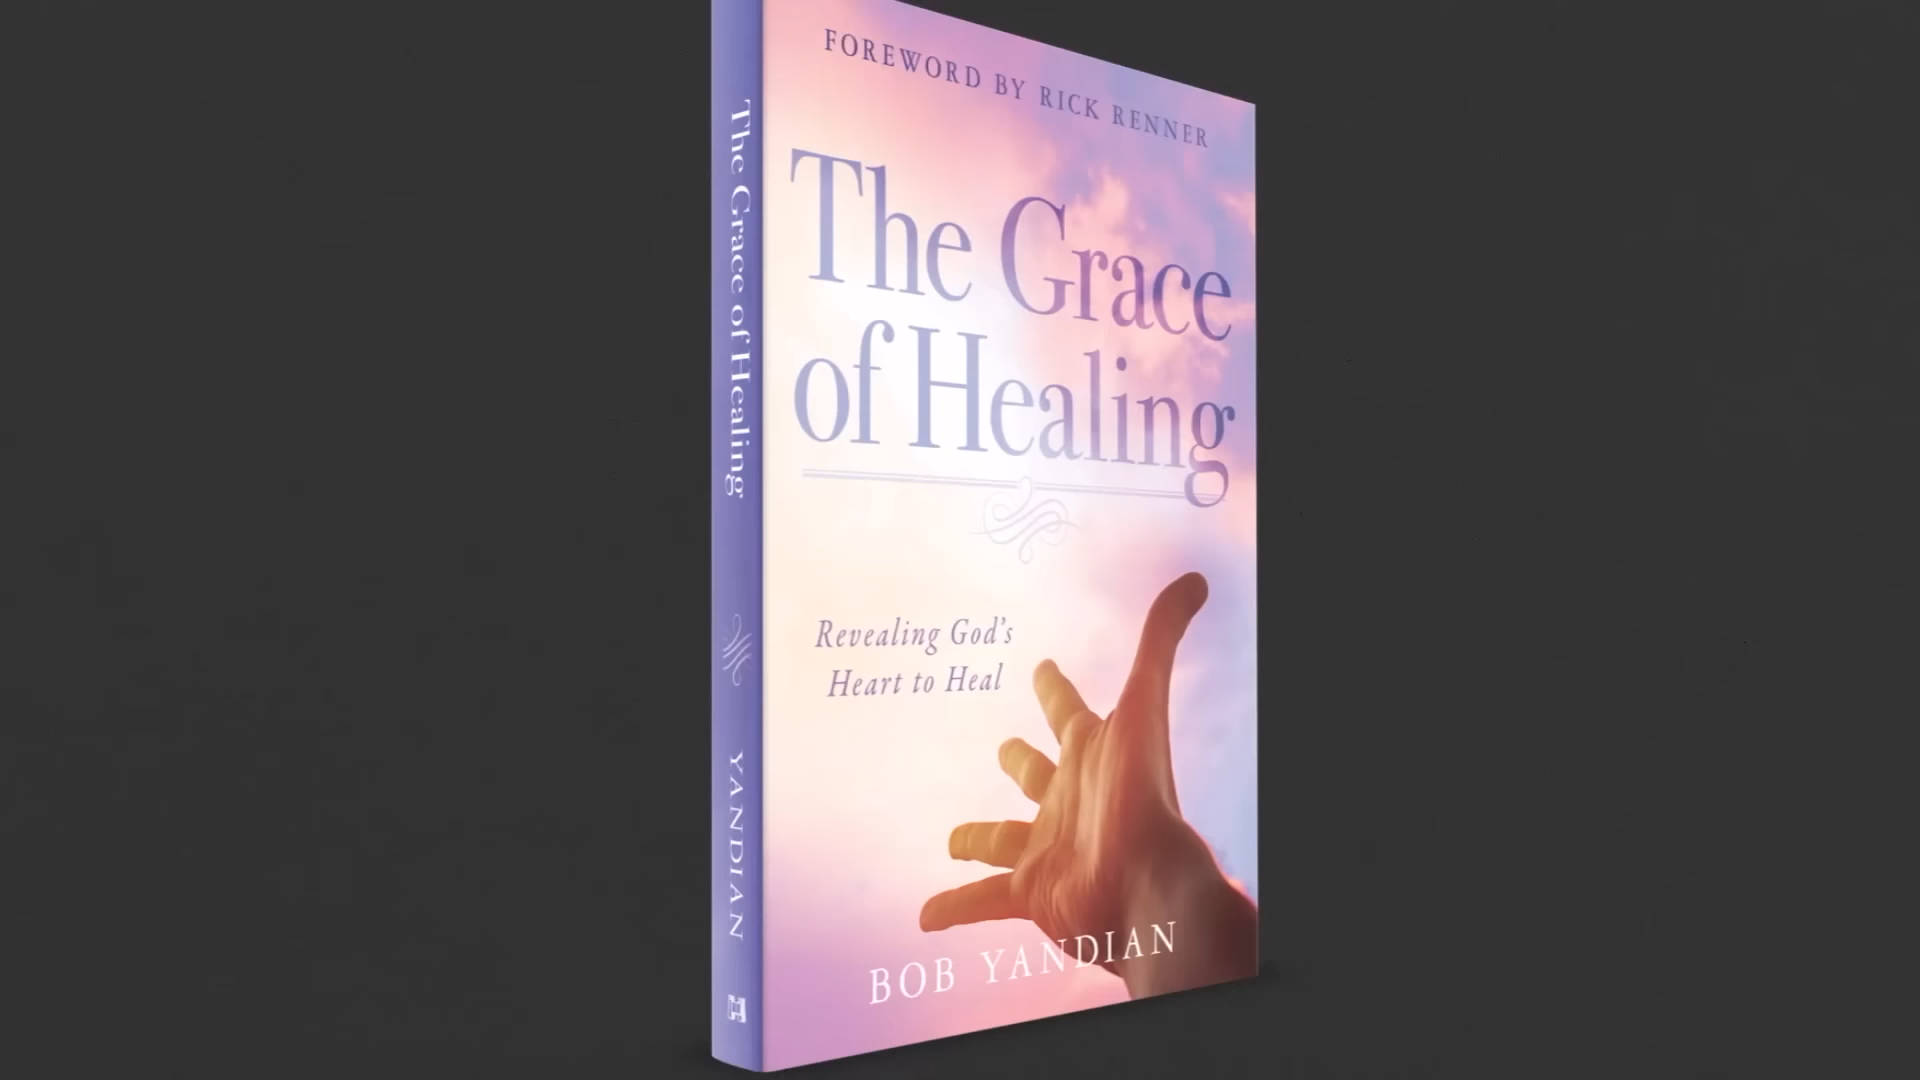 FOREWORD BY RICK RENNER
The Grace
of Healing
Revealing God's
Heart to Heal
BOB YANDIAN
The Grace of Healing
YANDIAN
H